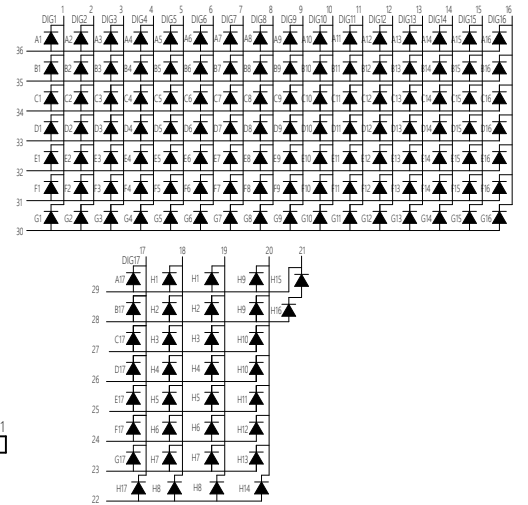 1 2 3 4 5 6 7 8 9 10 11 12 13 14 15 16
DIG1 DIG2 DIG3 DIG4 DIG5 DIG6 DIG7 DIG8 DIG9 DIG10 DIG11 DIG12 DIG13 DIG14 DIG15 DIG16
A1 A2 A3 A4 A5 A6 A7 A8 A9 A10 A11 A12 A13 A14 A15 A16
36
B1 B2 B3 B4 B5 B6 B7 B8 B9 B10 B11 B12 B13 B14 B15 B16
35
C1 C2 C3 C4 C5 C6 C7 C8 C9 C10 C11 C12 C13 C14 C15 C16
34
D1 D2 D3 D4 D5 D6 D7 D8 D9 D10 D11 D12 D13 D14 D15 D16
33
E1 E2 E3 E4 E5 E6 E7 E8 E9 E10 E11 E12 E13 E14 E15 E16
32
F1 F2 F3 F4 F5 F6 F7 F8 F9 F10 F11 F12 F13 F14 F15 F16
31
G1 G2 G3 G4 G5 G6 G7 G8 G9 G10 G11 G12 G13 G14 G15 G16
30
17 18 19 20 21
DIG17
A17 H1 H1 H9 H15
29
B17 H2 H2 H9 H16
28
C17 H3 H3 H10
27
D17 H4 H4 H10
26
E17 H5 H5 H11
25
F17 H6 H6 H12
24
G17 H7 H7 H13
23
H17 H8 H8 H14
22
1